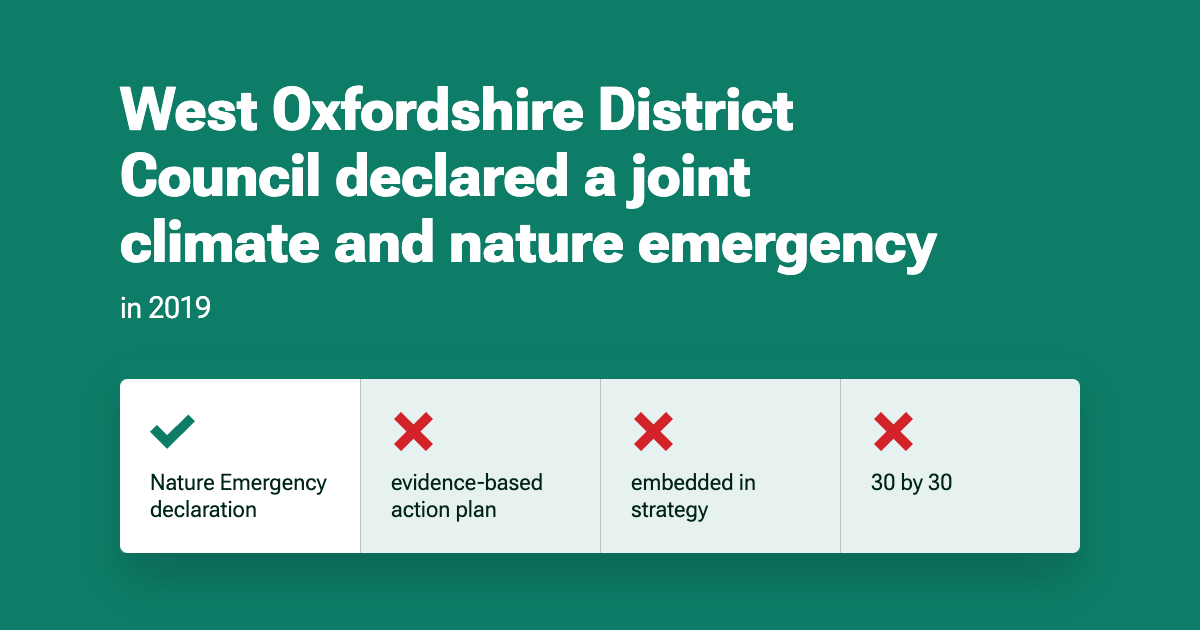 West Oxfordshire District
Council declared a joint
climate and nature emergency
in 2019
Nature Emergency
declaration
evidence-based
action plan
embedded in
strategy
30 by 30